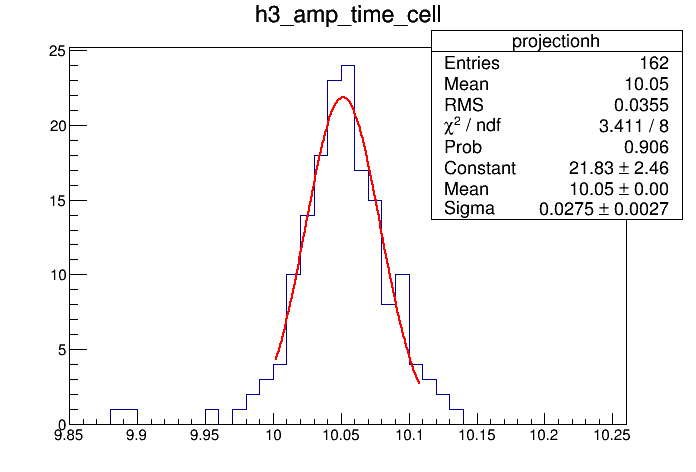 h3_amp_time_cell
projectionh
Entries 162
Mean 10.05
RMS 0.0355
χ² / ndf 3.411 / 8
Prob 0.906
Constant 21.83 ± 2.46
Mean 10.05 ± 0.00
Sigma 0.0275 ± 0.0027
25
20
15
10
5
0
9.85 9.9 9.95 10 10.05 10.1 10.15 10.2 10.25